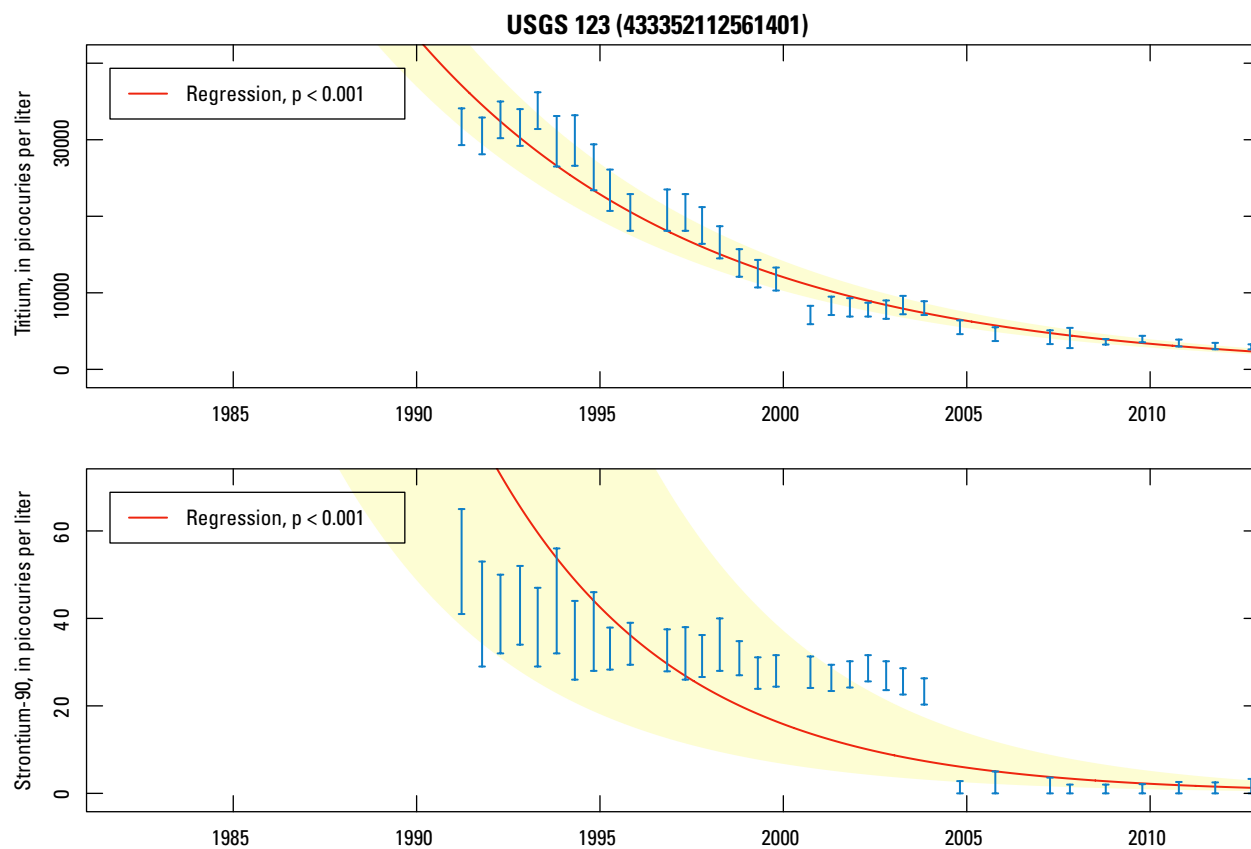 USGS 123 (433352112561401)
Tritium, in picocuries per liter
30000
10000
0
Regression, p < 0.001
1985 1990 1995 2000 2005 2010
Strontium-90, in picocuries per liter
60
40
20
0
Regression, p < 0.001
1985 1990 1995 2000 2005 2010